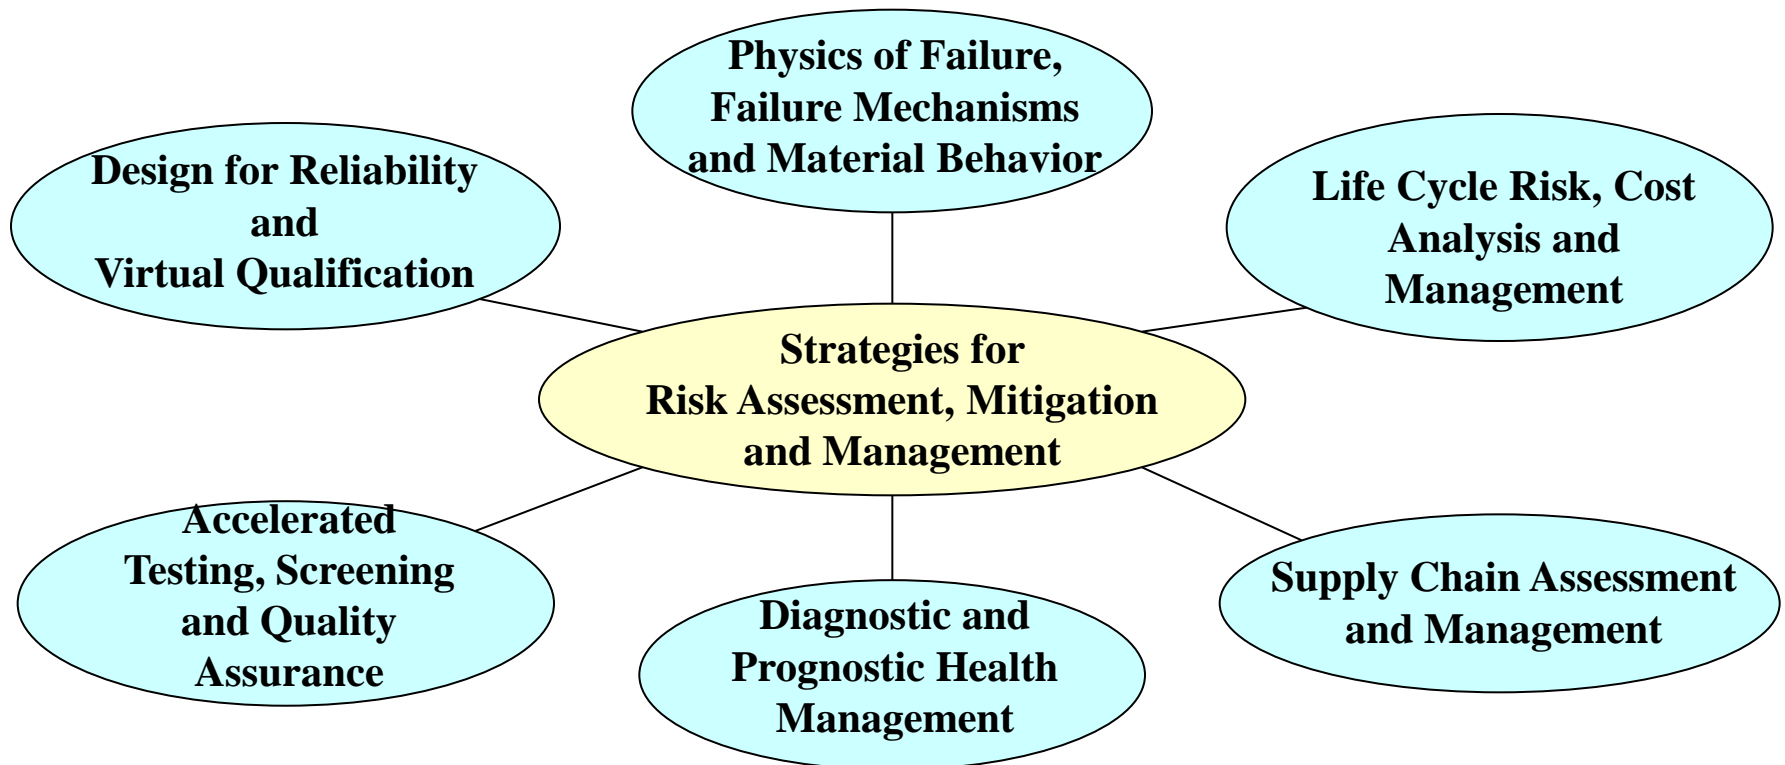 Physics of Failure,
Failure Mechanisms
and Material Behavior
Design for Reliability
and
Virtual Qualification
Life Cycle Risk, Cost
Analysis and
Management
Strategies for
Risk Assessment, Mitigation
and Management
Accelerated
Testing, Screening
and Quality
Assurance
Diagnostic and
Prognostic Health
Management
Supply Chain Assessment
and Management